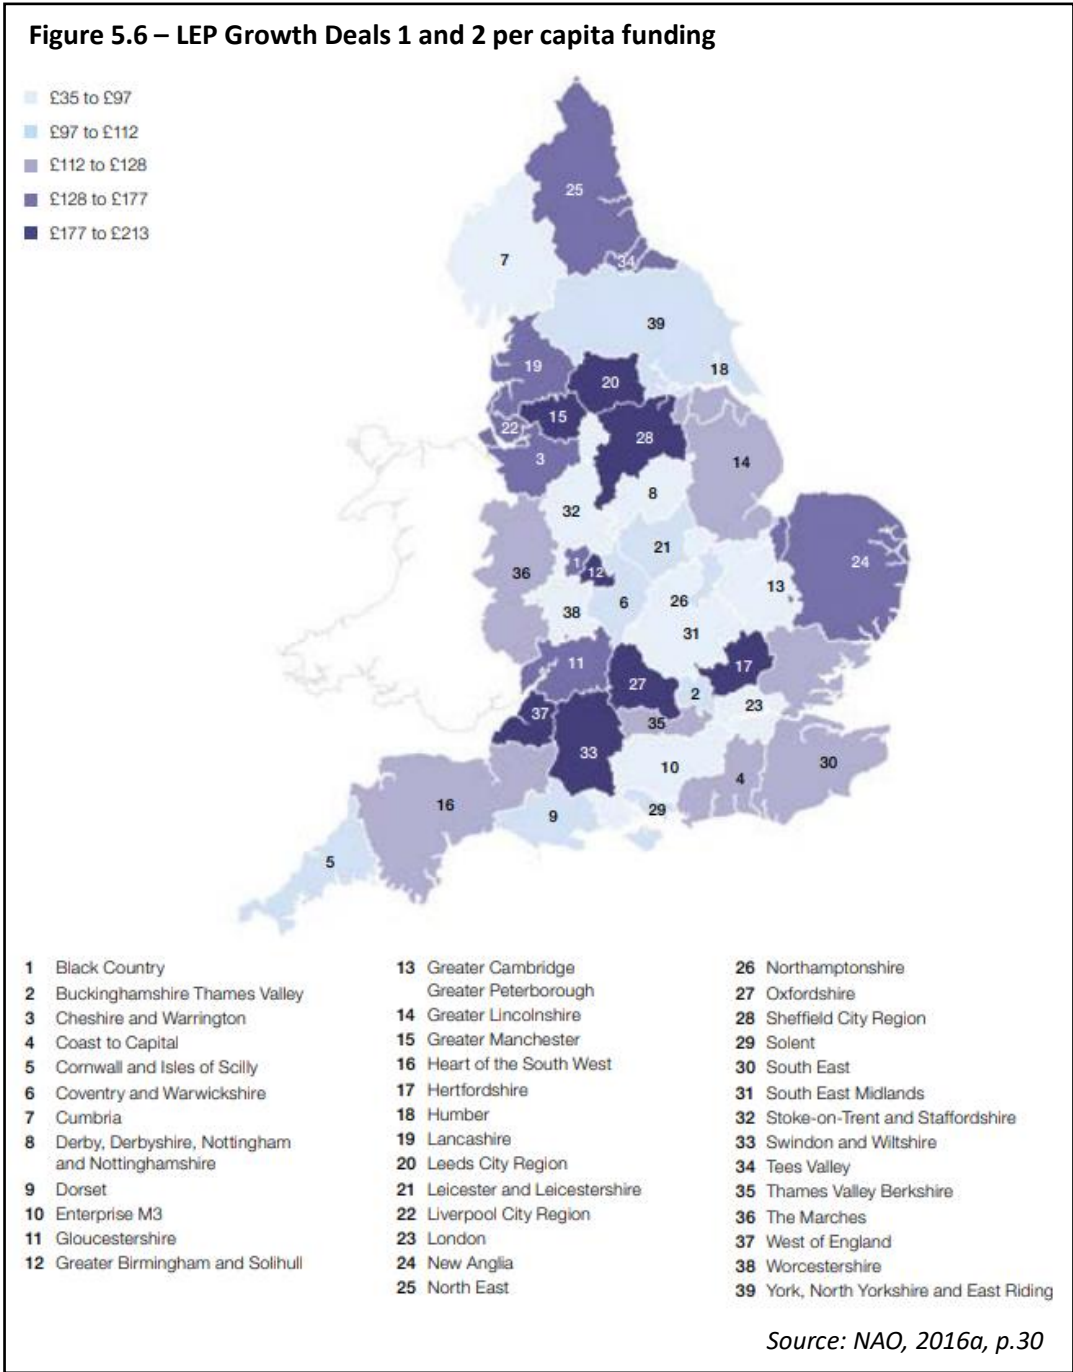 Figure 5.6 – LEP Growth Deals 1 and 2 per capita funding
£35 to £97
£97 to £112
£112 to £128
£128 to £177
£177 to £213
25
34
7
39
18
19
20
15
22
28
3
14
8
32
21
24
1
12
36
13
6
26
38
31
11
17
27
2
23
37
35
33
30
10
4
16
29
9
5
1 Black Country
2 Buckinghamshire Thames Valley
3 Cheshire and Warrington
4 Coast to Capital
5 Cornwall and Isles of Scilly
6 Coventry and Warwickshire
7 Cumbria
8 Derby, Derbyshire, Nottingham
and Nottinghamshire
9 Dorset
10 Enterprise M3
11 Gloucestershire
12 Greater Birmingham and Solihull
13 Greater Cambridge
Greater Peterborough
14 Greater Lincolnshire
15 Greater Manchester
16 Heart of the South West
17 Hertfordshire
18 Humber
19 Lancashire
20 Leeds City Region
21 Leicester and Leicestershire
22 Liverpool City Region
23 London
24 New Anglia
25 North East
26 Northamptonshire
27 Oxfordshire
28 Sheffield City Region
29 Solent
30 South East
31 South East Midlands
32 Stoke-on-Trent and Staffordshire
33 Swindon and Wiltshire
34 Tees Valley
35 Thames Valley Berkshire
36 The Marches
37 West of England
38 Worcestershire
39 York, North Yorkshire and East Riding
Source: NAO, 2016a, p.30